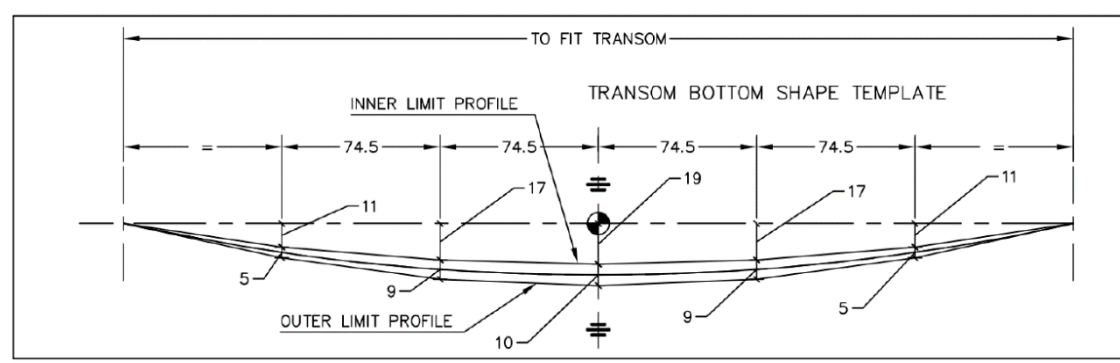 TO FIT TRANSOM
TRANSOM BOTTOM SHAPE TEMPLATE
INNER LIMIT PROFILE
= 74.5 74.5 74.5 74.5 =
11 17 19 17 11
5 9 10 9 5
OUTER LIMIT PROFILE